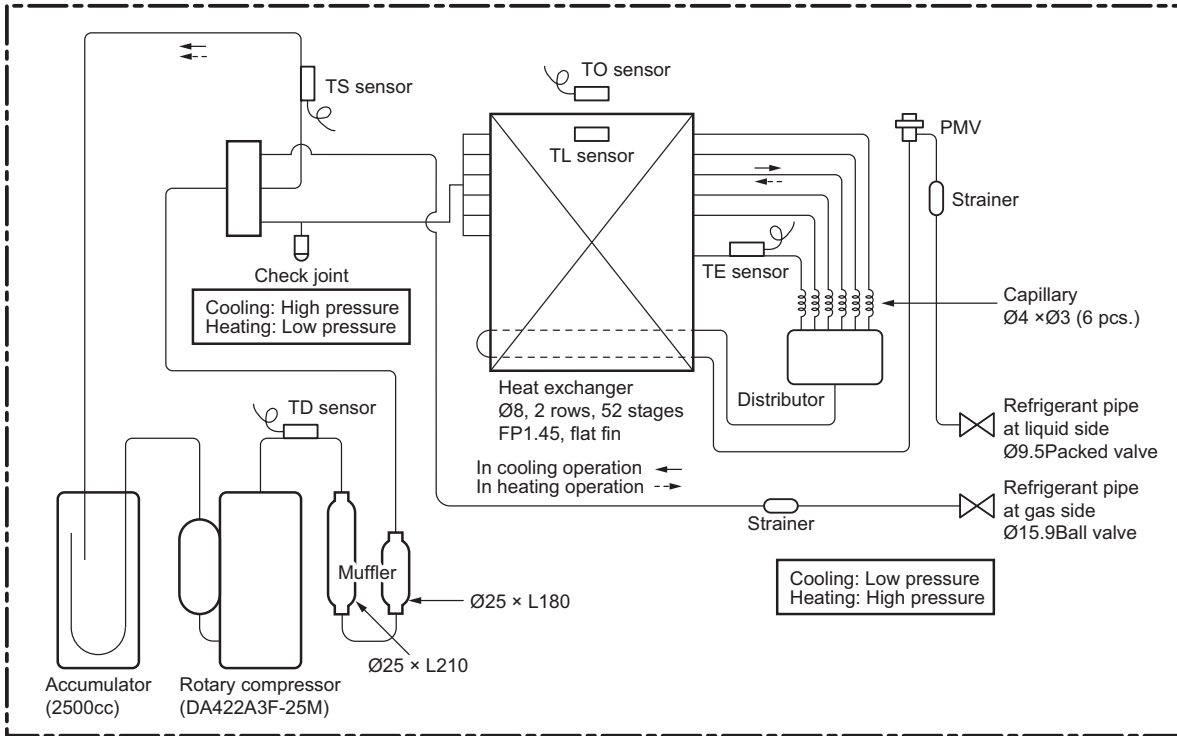 TO sensor
TS sensor
PMV
TL sensor
Strainer
TE sensor
Check joint
Cooling: High pressure
Heating: Low pressure
Capillary
Ø4 ×Ø3 (6 pcs.)
Heat exchanger
Ø8, 2 rows, 52 stages
FP1.45, flat fin
Distributor
TD sensor
Refrigerant pipe
at liquid side
Ø9.5Packed valve
In cooling operation
In heating operation
Refrigerant pipe
at gas side
Ø15.9Ball valve
Strainer
Muffler
Cooling: Low pressure
Heating: High pressure
Ø25 × L180
Ø25 × L210
Accumulator
(2500cc)
Rotary compressor
(DA422A3F-25M)